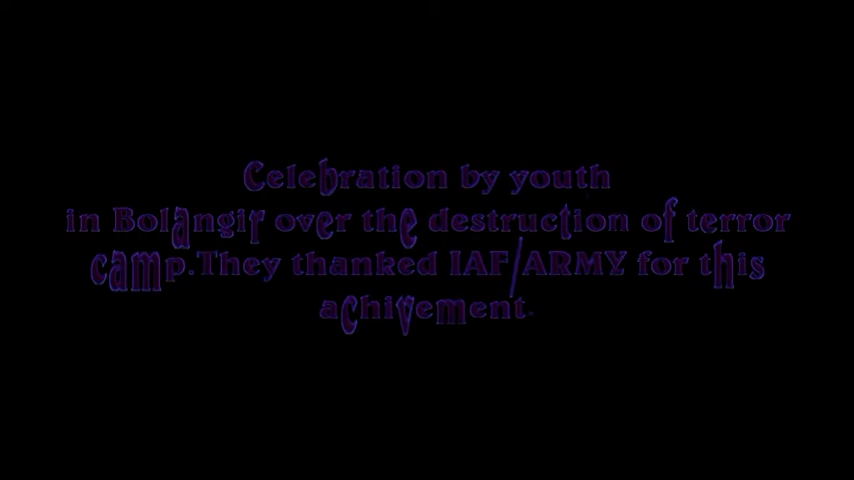 Celebration by youth
in Bolangir over the destruction of terror
camp.They thanked IAF/ARMY for this
achivement.